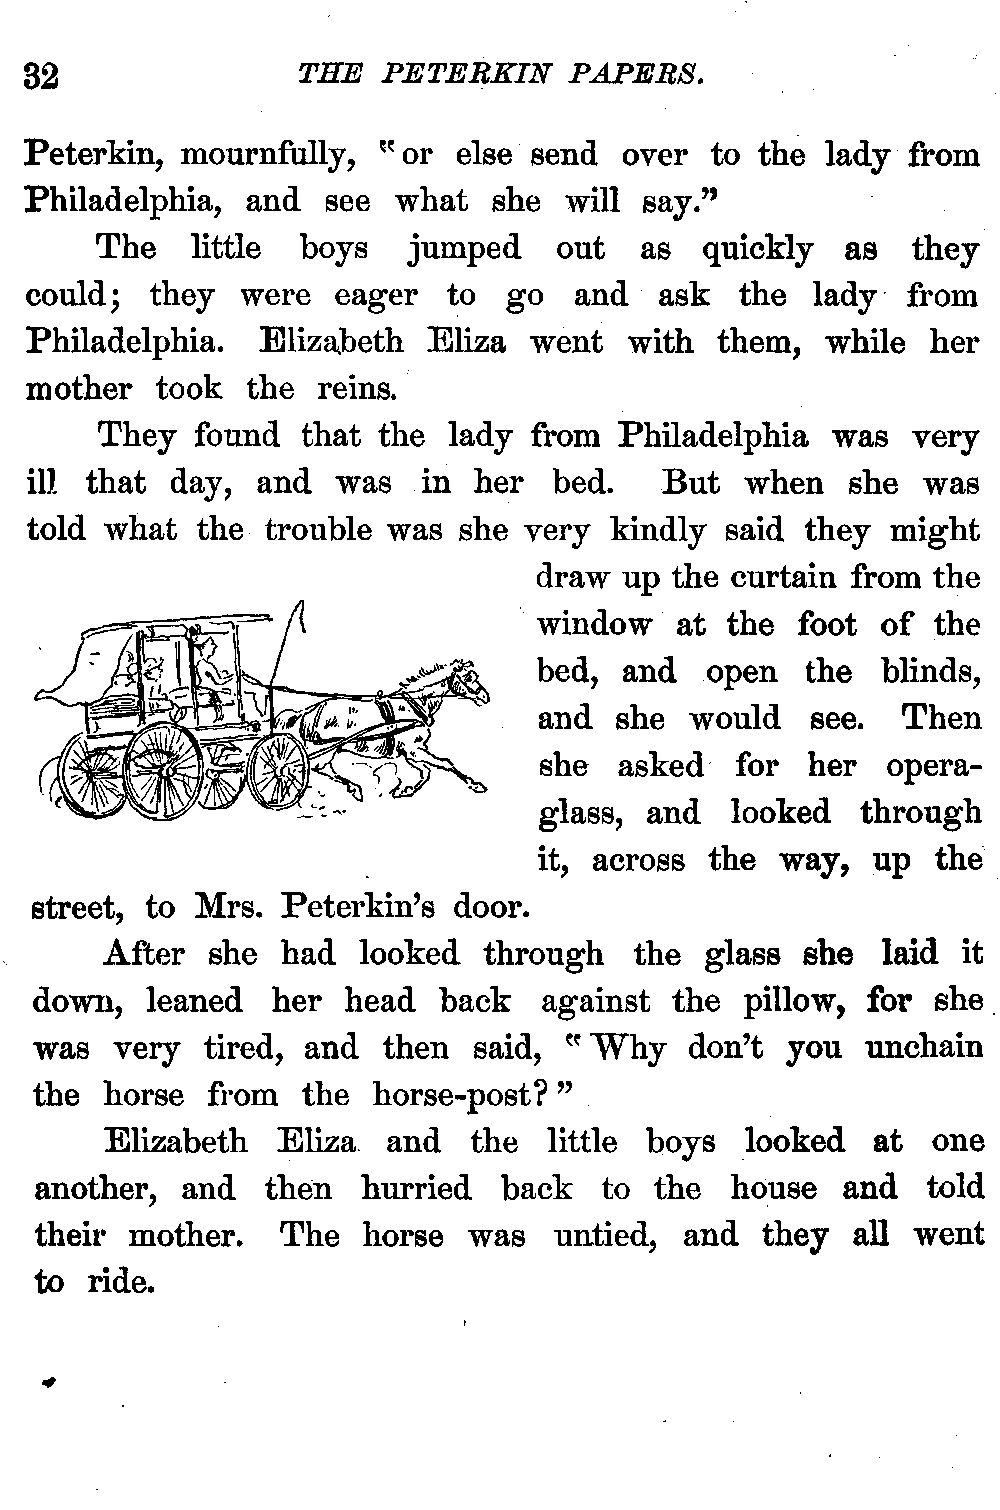 32 THE PETERKIN PAPERS.
Peterkin, mournfully, "or else send over to the lady from
Philadelphia, and see what she will say."
The little boys jumped out as quickly as they
could; they were eager to go and ask the lady from
Philadelphia. Elizabeth Eliza went with them, while her
mother took the reins.
They found that the lady from Philadelphia was very
ill that day, and was in her bed. But when she was
told what the trouble was she very kindly said they might
draw up the curtain from the
window at the foot of the
bed, and open the blinds,
and she would see. Then
she asked for her opera-
glass, and looked through
it, across the way, up the
street, to Mrs. Peterkin's door.
After she had looked through the glass she laid it
down, leaned her head back against the pillow, for she
was very tired, and then said, "Why don't you unchain
the horse from the horse-post?"
Elizabeth Eliza and the little boys looked at one
another, and then hurried back to the house and told
their mother. The horse was untied, and they all went
to ride.